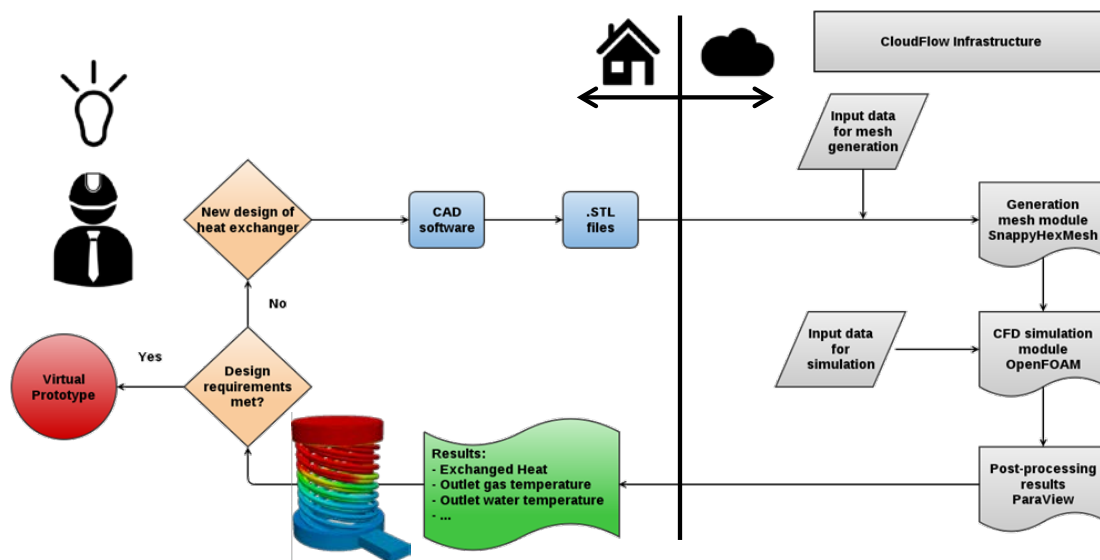 CloudFlow Infrastructure
Input data
for mesh
generation
New design of
heat exchanger
CAD
software
.STL
files
Generation
mesh module
SnappyHexMesh
No
Input data
for
simulation
CFD simulation
module
OpenFOAM
Yes
Virtual
Prototype
Design
requirements
met?
Results:
- Exchanged Heat
- Outlet gas temperature
- Outlet water temperature
- ...
Post-processing
results
ParaView